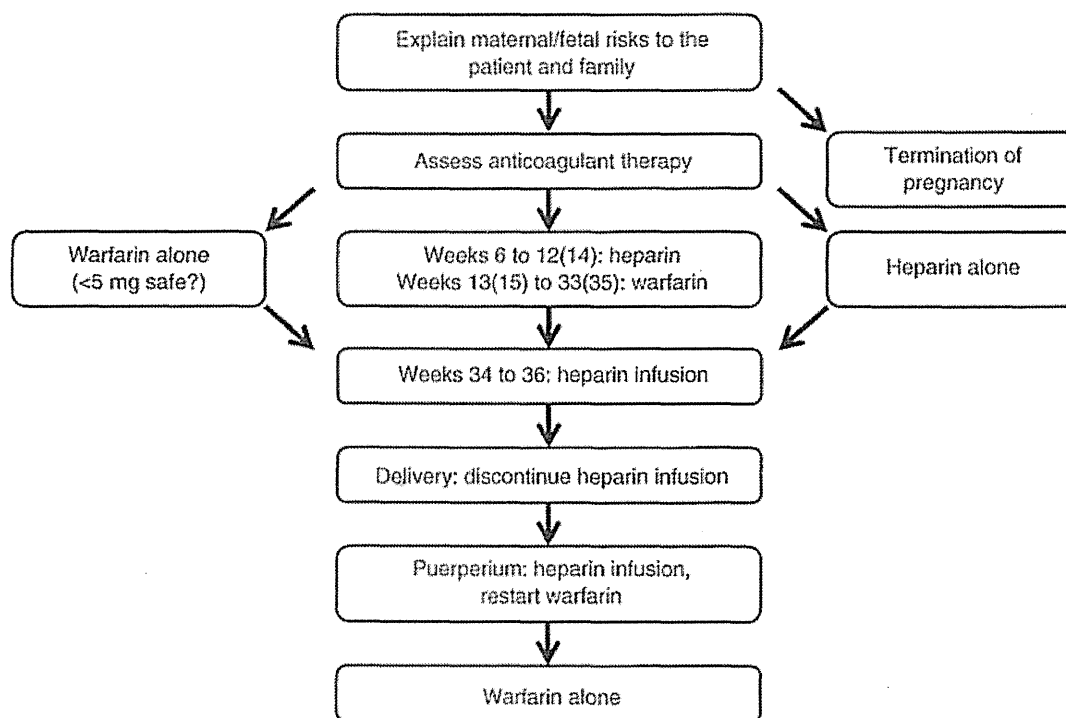 Explain maternal/fetal risks to the
patient and family
Assess anticoagulant therapy
Termination of
pregnancy
Warfarin alone
(<5 mg safe?)
Weeks 6 to 12(14): heparin
Weeks 13(15) to 33(35): warfarin
Heparin alone
Weeks 34 to 36: heparin infusion
Delivery: discontinue heparin infusion
Puerperium: heparin infusion,
restart warfarin
Warfarin alone